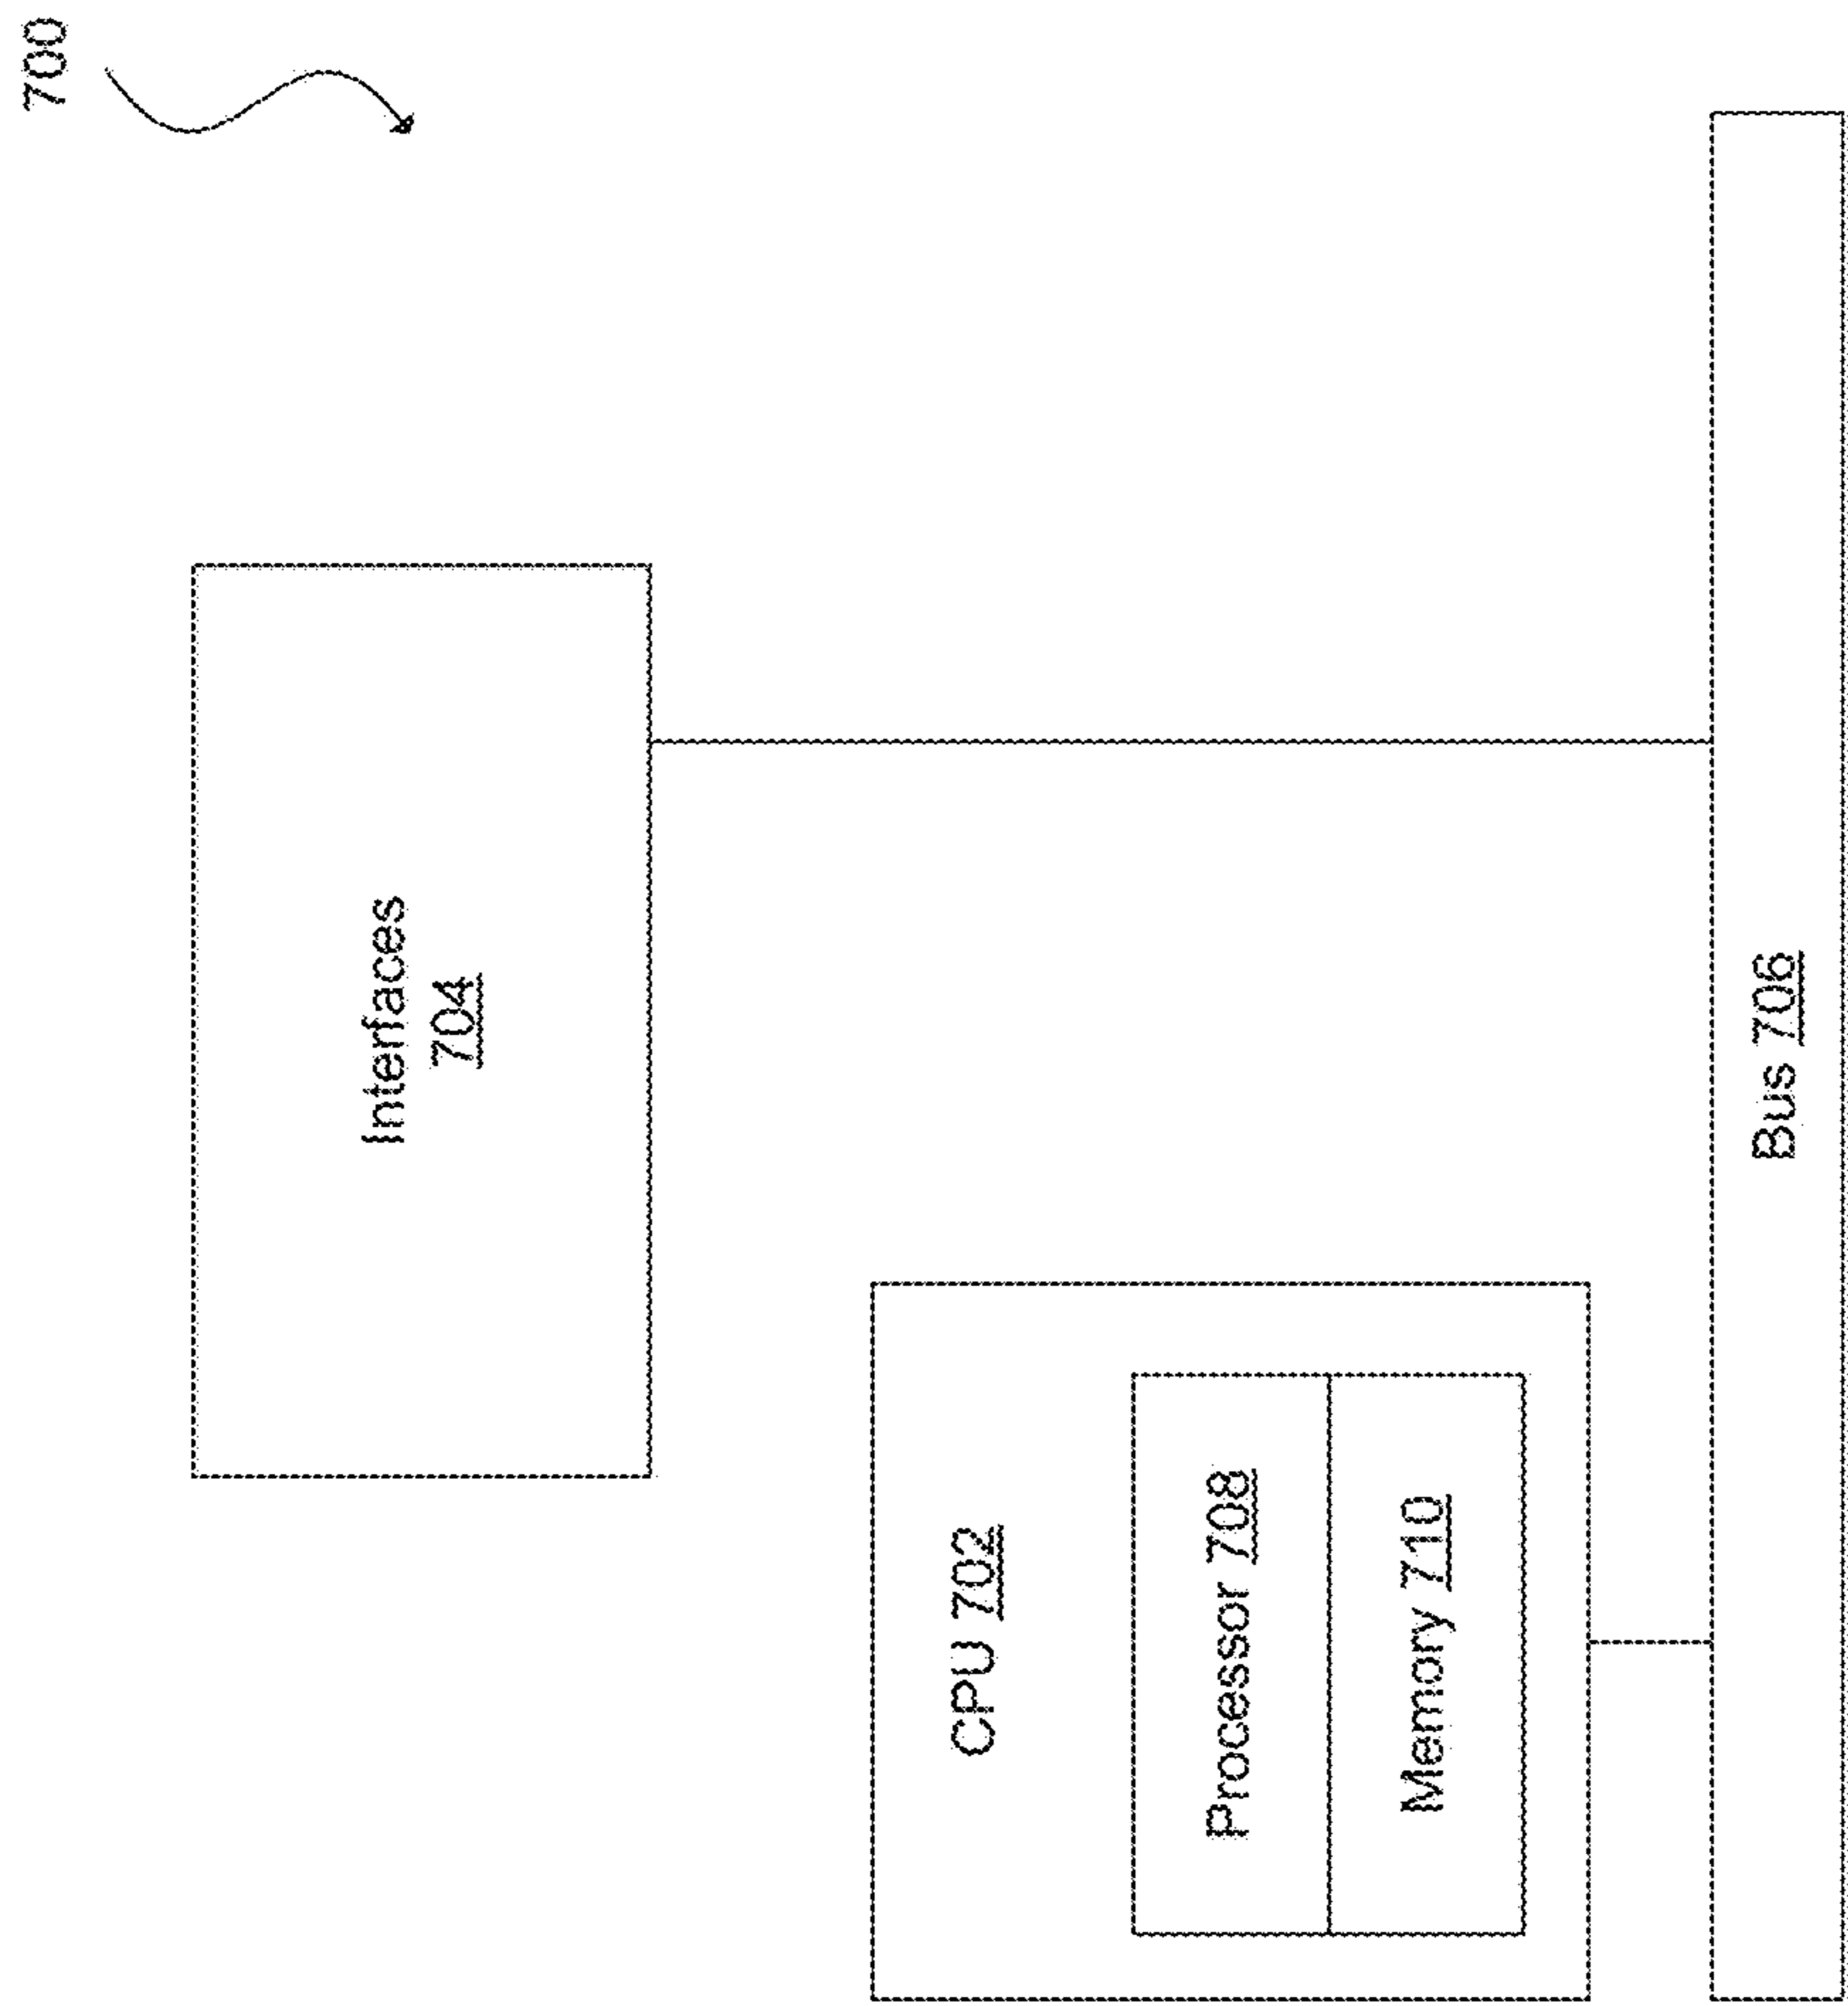 700
Interfaces
704
CPU 702
Processor 708
Memory 710
Bus 706